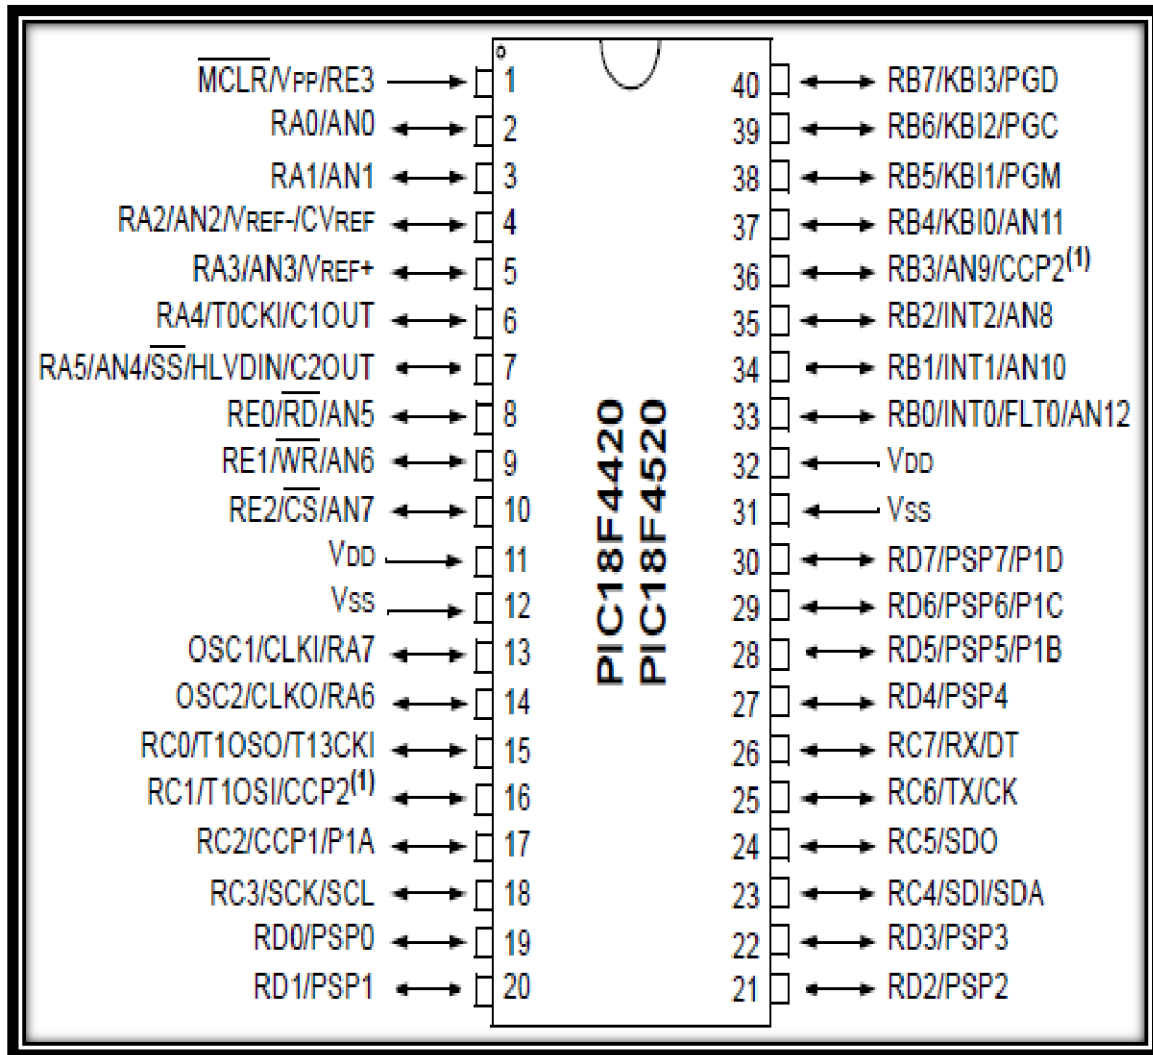 MCLR/VPP/RE3 1
RA0/AN0 2
RA1/AN1 3
RA2/AN2/VREF-/CVREF 4
RA3/AN3/VREF+ 5
RA4/T0CKI/C1OUT 6
RA5/AN4/SS/HLVDIN/C2OUT 7
RE0/RD/AN5 8
RE1/WR/AN6 9
RE2/CS/AN7 10
VDD 11
VSS 12
OSC1/CLKI/RA7 13
OSC2/CLKO/RA6 14
RC0/T1OSO/T13CKI 15
RC1/T1OSI/CCP2(1) 16
RC2/CCP1/P1A 17
RC3/SCK/SCL 18
RD0/PSP0 19
RD1/PSP1 20
PIC18F4420
PIC18F4520
40 RB7/KBI3/PGD
39 RB6/KBI2/PGC
38 RB5/KBI1/PGM
37 RB4/KBI0/AN11
36 RB3/AN9/CCP2(1)
35 RB2/INT2/AN8
34 RB1/INT1/AN10
33 RB0/INT0/FLT0/AN12
32 VDD
31 VSS
30 RD7/PSP7/P1D
29 RD6/PSP6/P1C
28 RD5/PSP5/P1B
27 RD4/PSP4
26 RC7/RX/DT
25 RC6/TX/CK
24 RC5/SDO
23 RC4/SDI/SDA
22 RD3/PSP3
21 RD2/PSP2